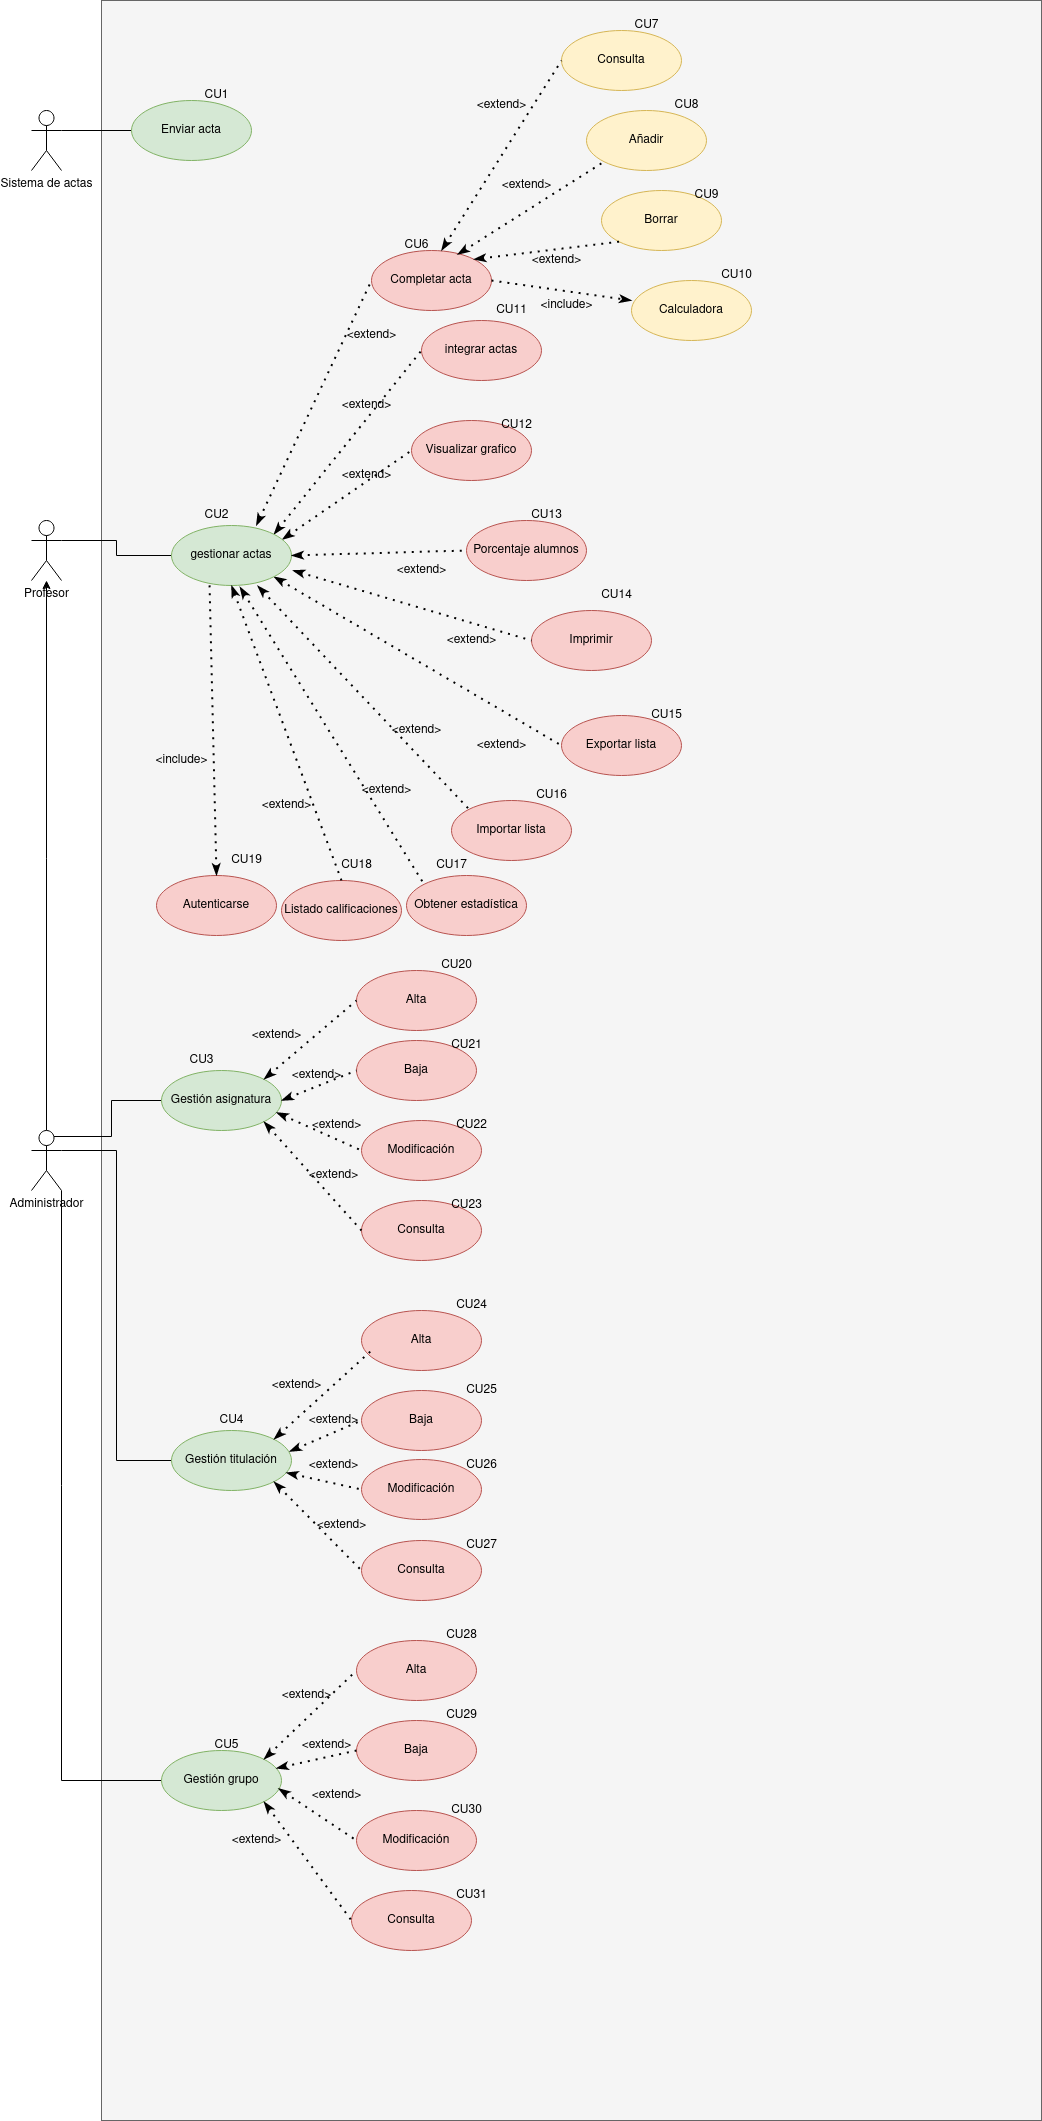 CU7
Consulta
CU1
<extend>
CU8
Enviar acta
Añadir
Sistema de actas
<extend>
CU9
Borrar
CU6
<extend>
Completar acta
CU10
<include>
Calculadora
CU11
<extend>
integrar actas
<extend>
CU12
Visualizar grafico
<extend>
CU2
CU13
gestionar actas
Porcentaje alumnos
<extend>
Profesor
CU14
Imprimir
<extend>
CU15
<extend>
Exportar lista
<extend>
<include>
<extend>
CU16
<extend>
Importar lista
CU19
CU18
CU17
Autenticarse
Listado calificaciones
Obtener estadística
CU20
Alta
<extend>
CU21
CU3
<extend>
Baja
Gestión asignatura
CU22
<extend>
Modificación
<extend>
Administrador
CU23
Consulta
CU24
Alta
<extend>
CU25
CU4
<extend>
Baja
Gestión titulación
<extend>
CU26
Modificación
<extend>
CU27
Consulta
CU28
Alta
<extend>
CU29
CU5
<extend>
Baja
Gestión grupo
<extend>
CU30
<extend>
Modificación
CU31
Consulta